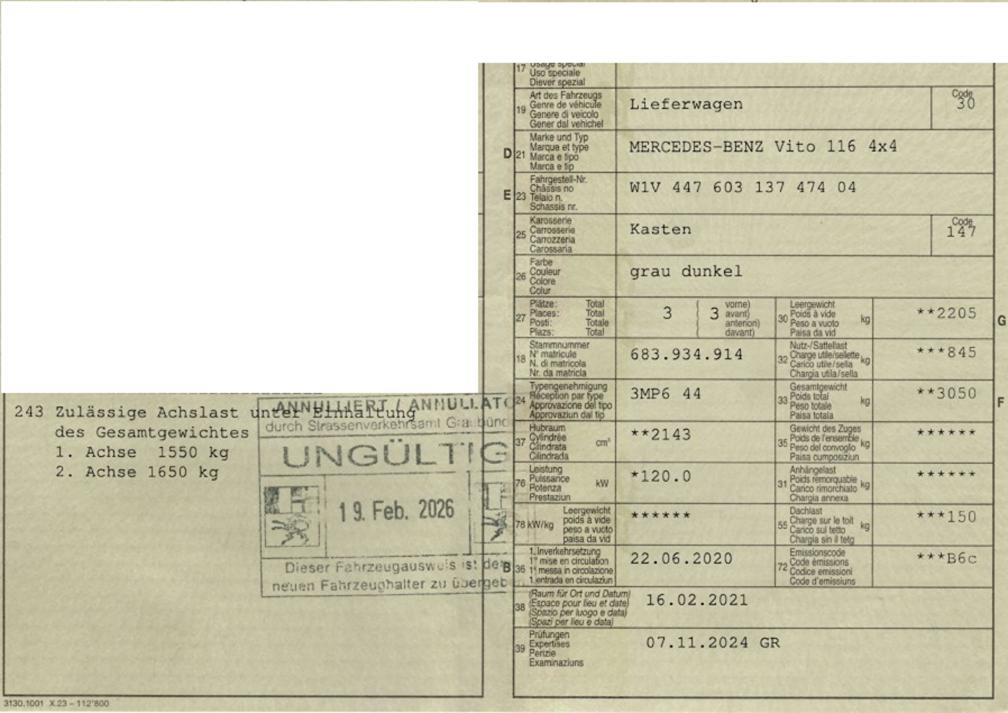 243 Zulässige Achslast unter Einhaltung
des Gesamtgewichtes
1. Achse 1550 kg
2. Achse 1650 kg
ANNULLIERT / ANNULLATO
durch Strassenverkehrsamt
UNGÜLTIG
19. Feb. 2026
Dieser Fahrzeugausweis ist dem
neuen Fahrzeughalter zu
3130.1001 X.23 – 112'800
17 Usage spécial
Uso speciale
Diever spezial
19 Art des Fahrzeugs
Genre de véhicule
Genere di veicolo
Gener dal vehichel
Lieferwagen
Code
30
D 21 Marke und Typ
Marque et type
Marca e tipo
Marca e tip
MERCEDES-BENZ Vito 116 4x4
E 23 Fahrgestell-Nr.
Châssis no
Telaio n.
Schassis nr.
W1V 447 603 137 474 04
25 Karosserie
Carrosserie
Carrozzeria
Carossaria
Kasten
Code
147
26 Farbe
Couleur
Colore
Colur
grau dunkel
27 Plätze: Total
Places: Total
Posti: Totale
Plazs: Total
3 ( 3 vorne)
avant)
anteriori)
davant)
30 Leergewicht
Poids à vide
Peso a vuoto
Paisa da vid
kg
**2205
G
18 Stammnummer
N° matricule
N. di matricola
Nr. da matricla
683.934.914
32 Nutz-/Sattellast
Charge utile/sellette
Carico utile/sella
Chargia utila/sella
kg
***845
24 Typengenehmigung
Réception par type
Approvazione del tipo
Approvaziun dal tip
3MP6 44
33 Gesamtgewicht
Poids total
Peso totale
Paisa totala
kg
**3050
F
37 Hubraum
Cylindrée
Cilindrata
Cilindrada
cm³
**2143
35 Gewicht des Zuges
Poids de l'ensemble
Peso del convoglio
Paisa composiziun
kg
******
76 Leistung
Puissance
Potenza
Prestaziun
kW
*120.0
31 Anhängelast
Poids remorquable
Carico rimorchiato
Chargia annexa
kg
******
78 kW/kg Leergewicht
poids à vide
peso a vuoto
paisa da vid
******
55 Dachlast
Charge sur le toit
Carico sul tetto
Chargia sin il tetg
kg
***150
B 36 1. Inverkehrsetzung
1re mise en circulation
1a messa in circolazione
1. entrada en circulaziun
22.06.2020
72 Emissionscode
Code émissions
Codice emissioni
Code d'emissiuns
***B6c
38 (Raum für Ort und Datum)
(Espace pour lieu et date)
(Spazio per luogo e data)
(Spazi per lieu e data)
16.02.2021
39 Prüfungen
Expertises
Perizie
Examinaziuns
07.11.2024 GR